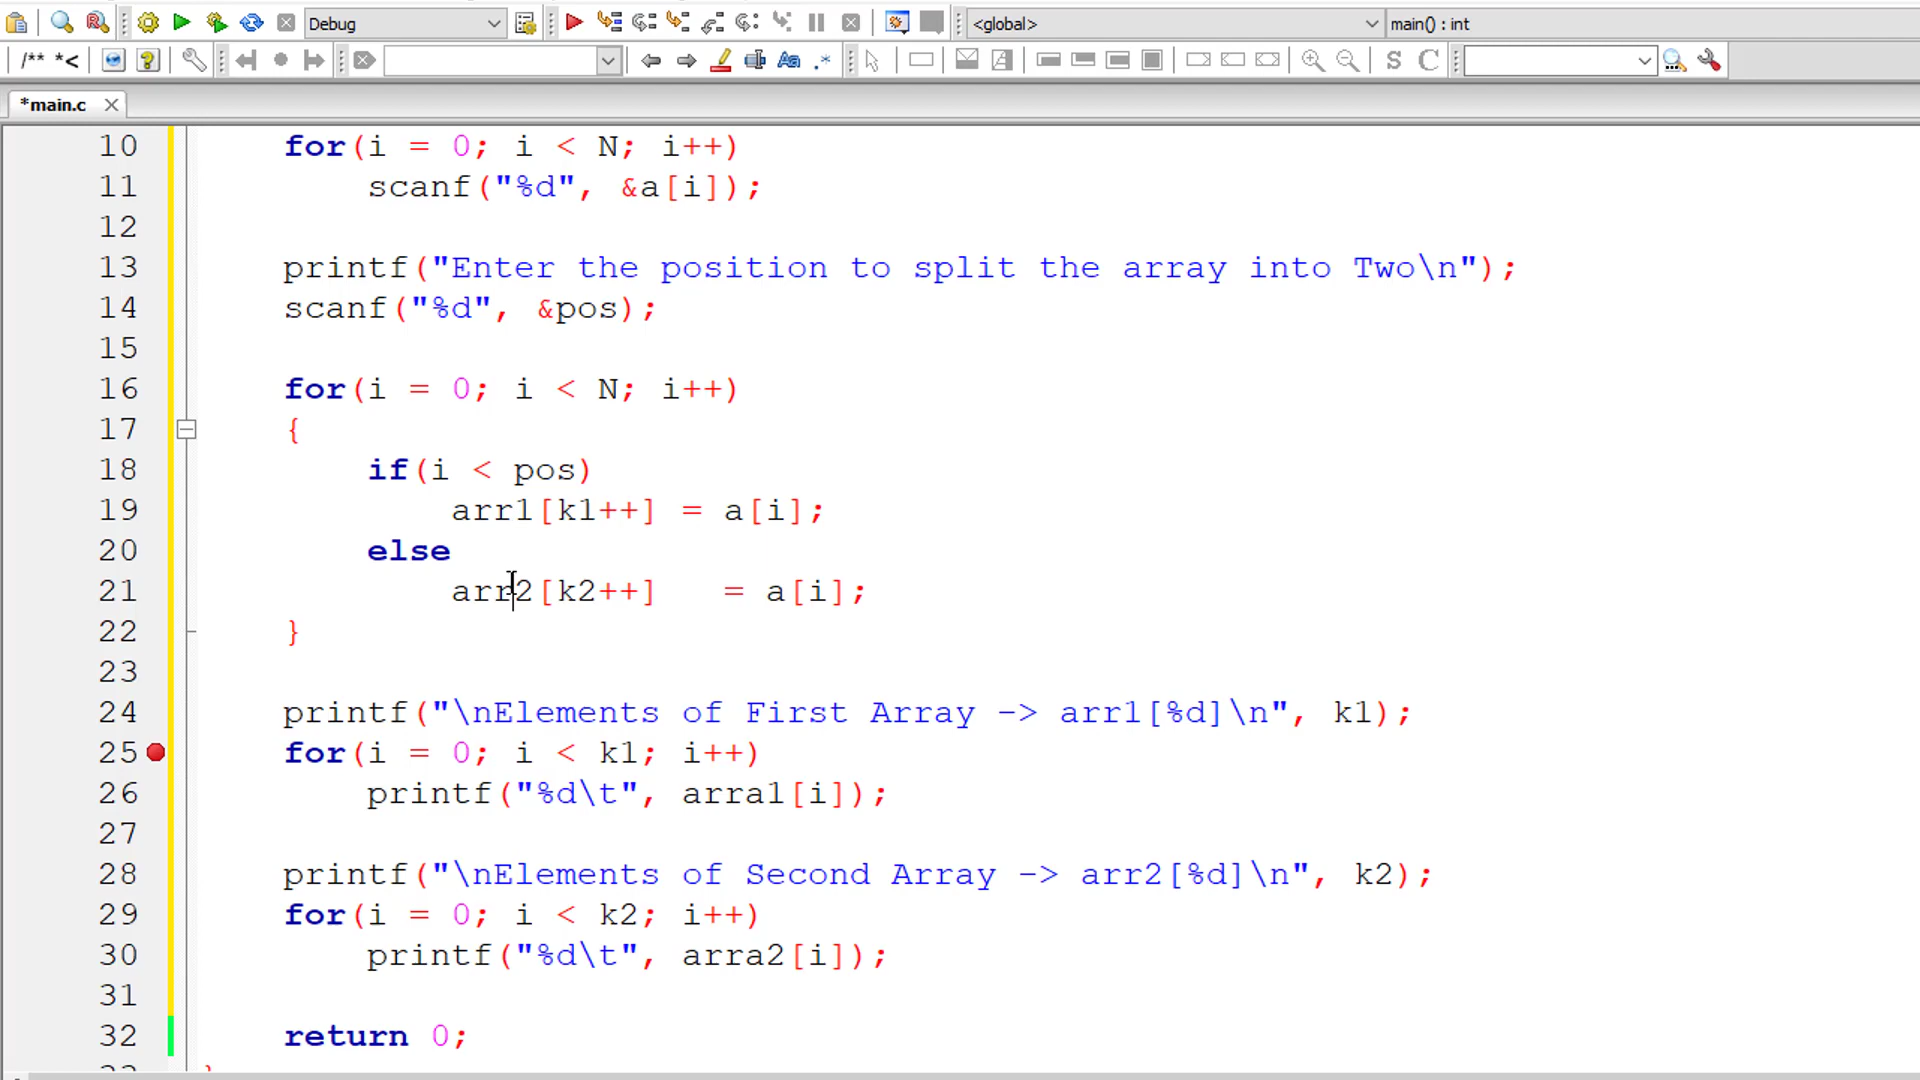 Debug <global> main() : int
/** *< Aa .* S C
*main.c
10 for(i = 0; i < N; i++)
11 scanf("%d", &a[i]);
12
13 printf("Enter the position to split the array into Two\n");
14 scanf("%d", &pos);
15
16 for(i = 0; i < N; i++)
17 {
18 if(i < pos)
19 arr1[k1++] = a[i];
20 else
21 arr2[k2++] = a[i];
22 }
23
24 printf("\nElements of First Array -> arr1[%d]\n", k1);
25 for(i = 0; i < k1; i++)
26 printf("%d\t", arra1[i]);
27
28 printf("\nElements of Second Array -> arr2[%d]\n", k2);
29 for(i = 0; i < k2; i++)
30 printf("%d\t", arra2[i]);
31
32 return 0;